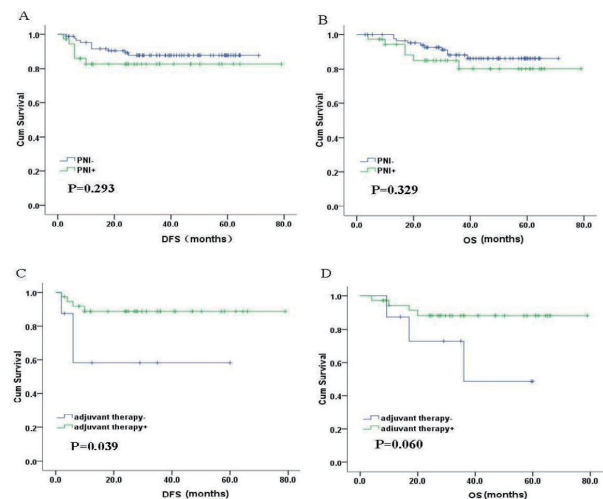 A
Cum Survival
1.0
0.8
0.6
0.4
0.2
0.0
PNI-
PNI+
P=0.293
0.0 20.0 40.0 60.0 80.0
DFS (months)
B
Cum Survival
1.0
0.8
0.6
0.4
0.2
0.0
PNI-
PNI+
P=0.329
0.0 20.0 40.0 60.0 80.0
OS (months)
C
Cum Survival
1.0
0.8
0.6
0.4
0.2
0.0
adjuvant therapy-
adjuvant therapy+
P=0.039
0.0 20.0 40.0 60.0 80.0
DFS (months)
D
Cum Survival
1.0
0.8
0.6
0.4
0.2
0.0
adjuvant therapy-
adjuvant therapy+
P=0.060
0.0 20.0 40.0 60.0 80.0
OS (months)